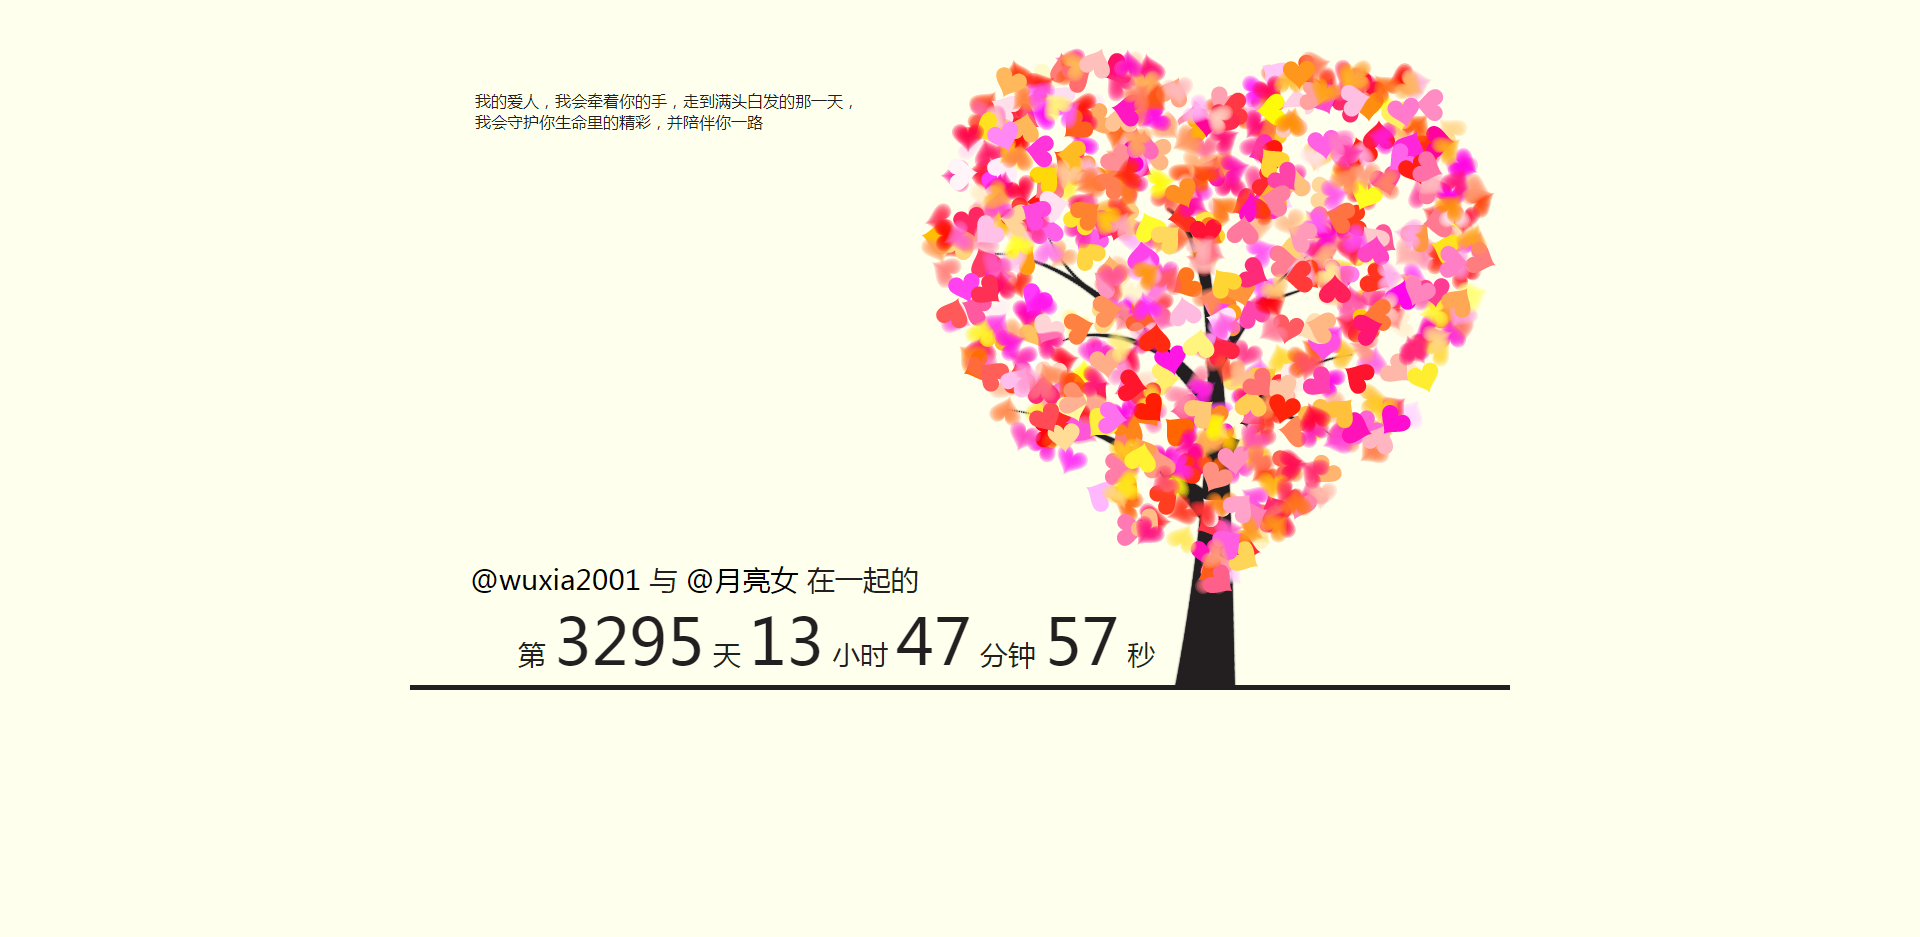 我的爱人，我会牵着你的手，走到满头白发的那一天，
我会守护你生命里的精彩，并陪伴你一路
@wuxia2001 与 @月亮女 在一起的
第 3295 天 13 小时 47 分钟 57 秒